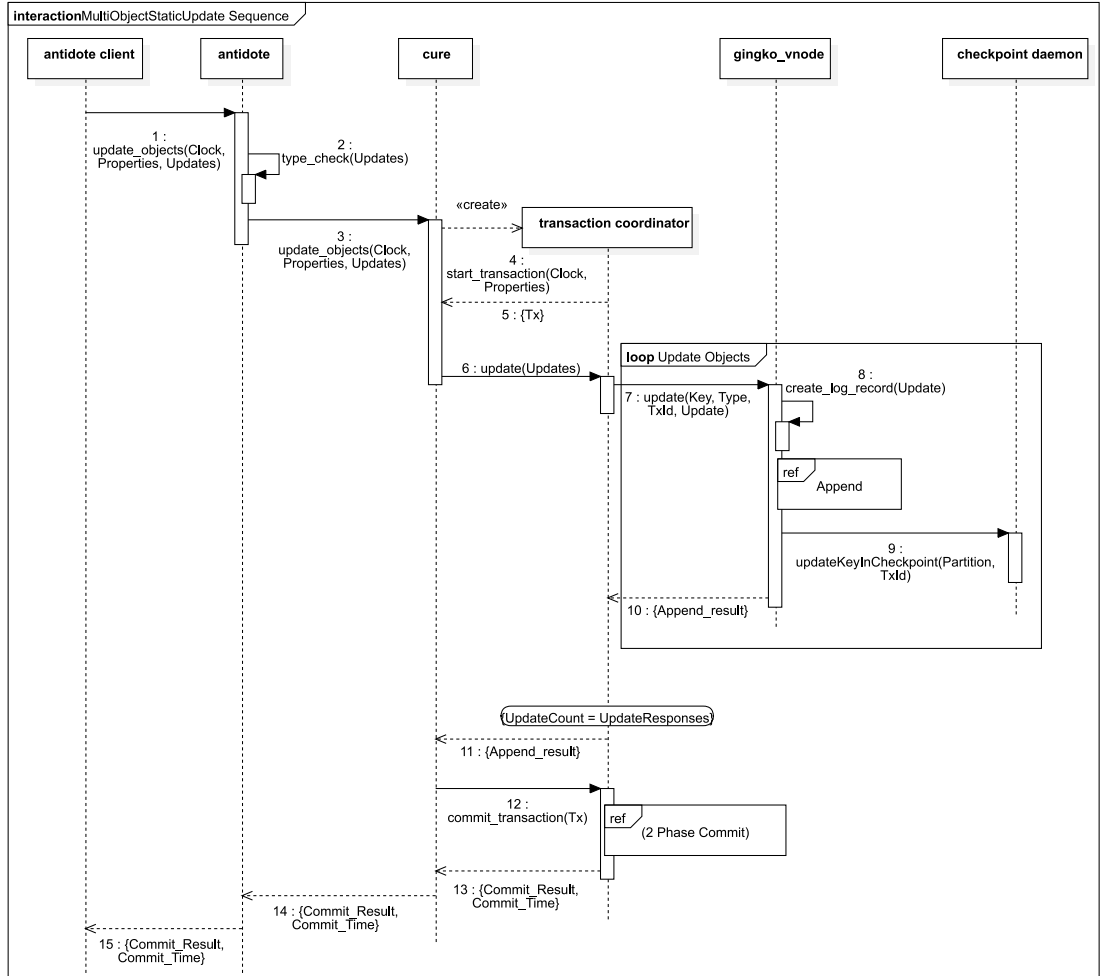 interactionMultiObjectStaticUpdate Sequence
antidote client
antidote
cure
gingko_vnode
checkpoint daemon
1 :
update_objects(Clock,
Properties, Updates)
2 :
type_check(Updates)
3 :
update_objects(Clock,
Properties, Updates)
«create»
transaction coordinator
4 :
start_transaction(Clock,
Properties)
5 : {Tx}
loop Update Objects
6 : update(Updates)
7 : update(Key, Type,
TxId, Update)
8 :
create_log_record(Update)
ref
Append
9 :
updateKeyInCheckpoint(Partition,
TxId)
10 : {Append_result}
{UpdateCount = UpdateResponses}
11 : {Append_result}
12 :
commit_transaction(Tx)
ref
(2 Phase Commit)
13 : {Commit_Result,
Commit_Time}
14 : {Commit_Result,
Commit_Time}
15 : {Commit_Result,
Commit_Time}